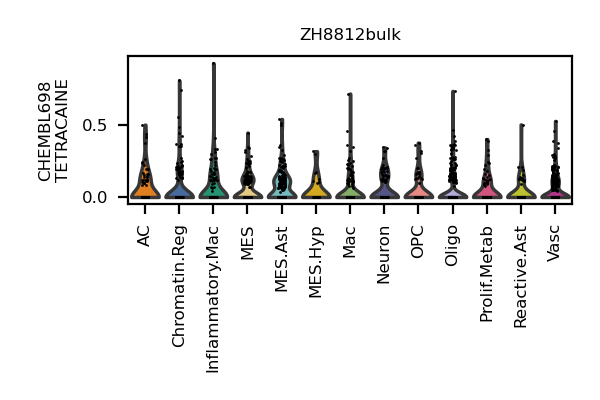 ZH8812bulk
CHEMBL698
TETRACAINE
0.5
0.0
AC
Chromatin.Reg
Inflammatory.Mac
MES
MES.Ast
MES.Hyp
Mac
Neuron
OPC
Oligo
Prolif.Metab
Reactive.Ast
Vasc